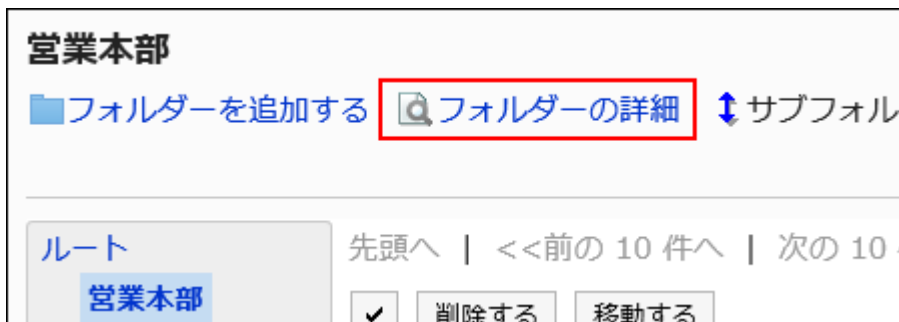 営業本部
フォルダーを追加する フォルダーの詳細 サブフォル
ルート
先頭へ | <<前の 10 件へ | 次の 10
営業本部
削除する 移動する